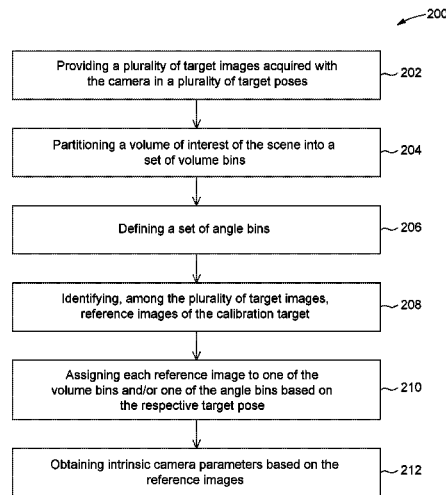 200
Providing a plurality of target images acquired with
the camera in a plurality of target poses
202
Partitioning a volume of interest of the scene into a
set of volume bins
204
Defining a set of angle bins
206
Identifying, among the plurality of target images,
reference images of the calibration target
208
Assigning each reference image to one of the
volume bins and/or one of the angle bins based on
the respective target pose
210
Obtaining intrinsic camera parameters based on the
reference images
212